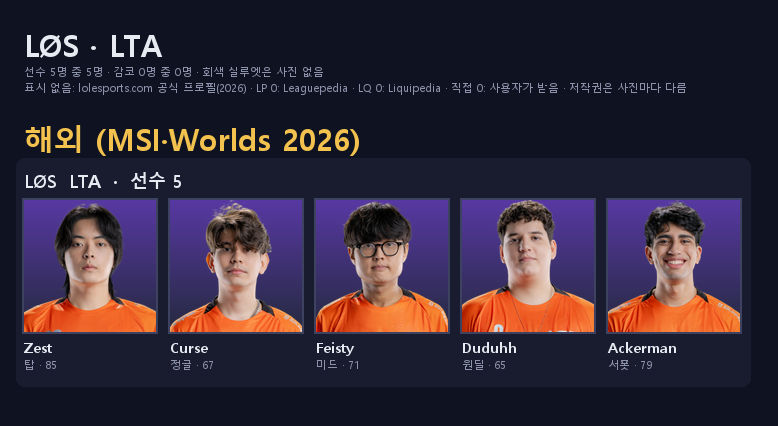 LØS · LTA
선수 5명 중 5명 · 감코 0명 중 0명 · 회색 실루엣은 사진 없음
표시 없음: lolesports.com 공식 프로필(2026) · LP 0: Leaguepedia · LQ 0: Liquipedia · 직접 0: 사용자가 받음 · 저작권은 사진마다 다름
해외 (MSI·Worlds 2026)
LØS LTA · 선수 5
Zest
탑 · 85
Curse
정글 · 67
Feisty
미드 · 71
Duduhh
원딜 · 65
Ackerman
서폿 · 79